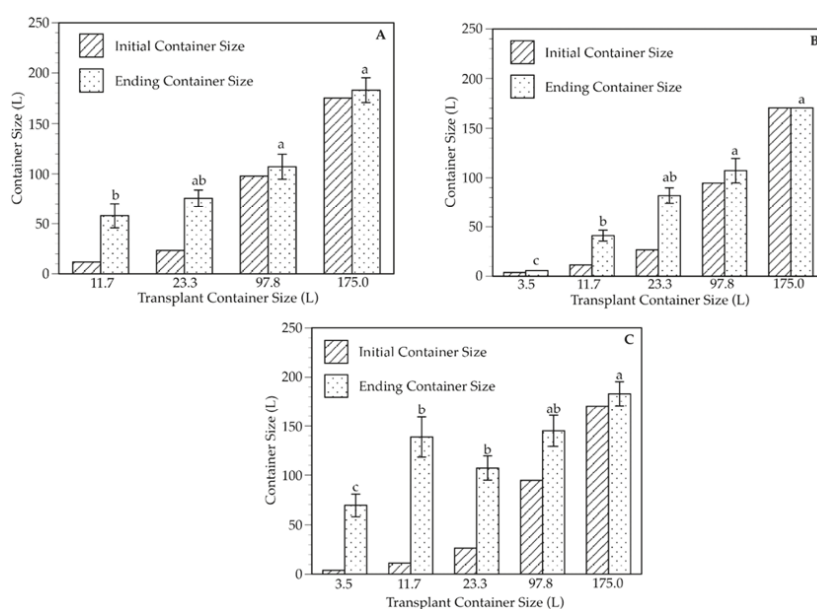 A
Initial Container Size
Ending Container Size
Container Size (L)
250
200
150
100
50
0
b
ab
a
a
11.7 23.3 97.8 175.0
Transplant Container Size (L)
B
Initial Container Size
Ending Container Size
Container Size (L)
250
200
150
100
50
0
c
b
ab
a
a
3.5 11.7 23.3 97.8 175.0
Transplant Container Size (L)
C
Initial Container Size
Ending Container Size
Container Size (L)
250
200
150
100
50
0
c
b
b
ab
a
3.5 11.7 23.3 97.8 175.0
Transplant Container Size (L)